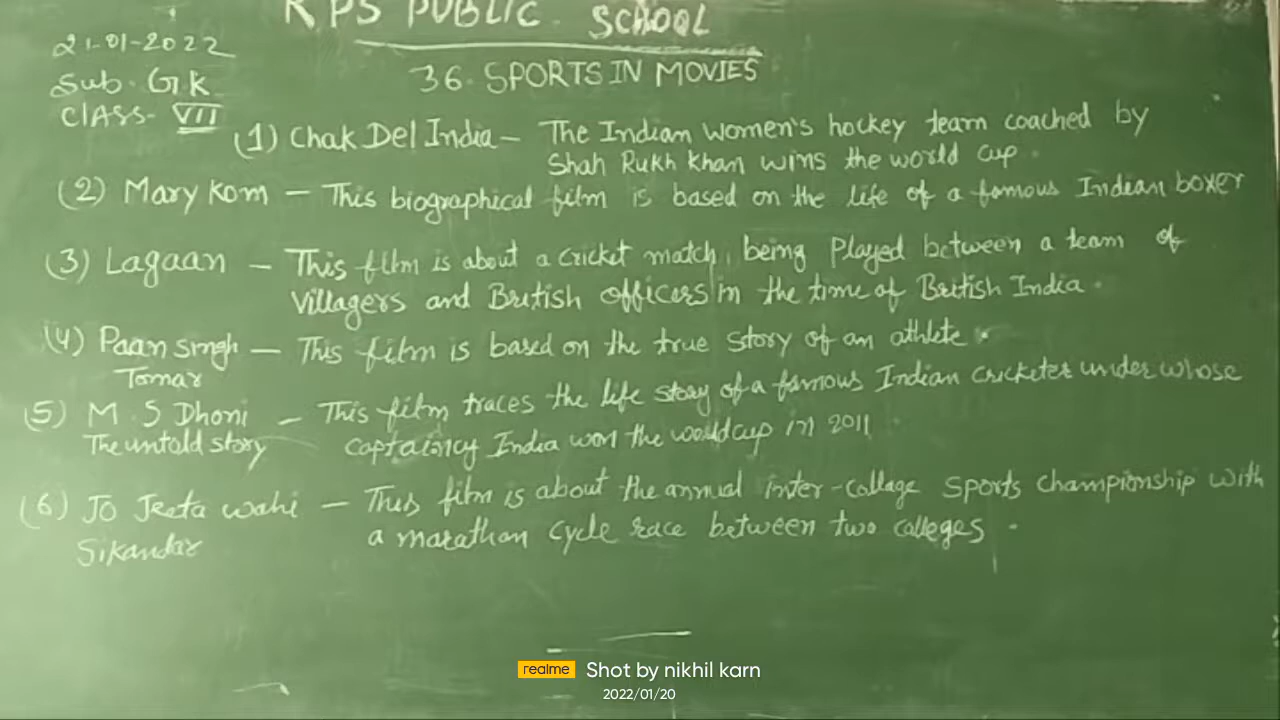 RPS PUBLIC SCHOOL
21-01-2022
36. SPORTS IN MOVIES
Sub. GK
CLASS- VII
(1) Chak Del India - The Indian women's hockey team coached by
Shah Rukh Khan wins the world cup.
(2) Mary Kom - This biographical film is based on the life of a famous Indian boxer
(3) Lagaan - This film is about a cricket match, being Played between a team of
villagers and British officers in the time of British India.
(4) Paan Singh - This film is based on the true story of an athlete.
Tomar
(5) M.S Dhoni - This film traces the life story of a famous Indian cricketer under whose
The untold story captaincy India won the world cup in 2011
(6) Jo Jeeta wahi - This film is about the annual inter-collage sports championship with
Sikandar a marathan cycle race between two colleges.
realme Shot by nikhil karn
2022/01/20